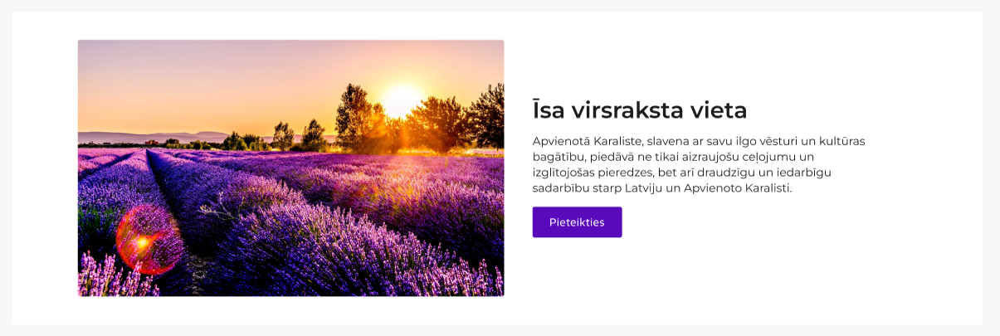 Īsa virsraksta vieta
Apvienotā Karaliste, slavena ar savu ilgo vēsturi un kultūras
bagātību, piedāvā ne tikai aizraujošu ceļojumu un
izglītojošas pieredzes, bet arī draudzīgu un iedarbīgu
sadarbību starp Latviju un Apvienoto Karalisti.
Pieteikties